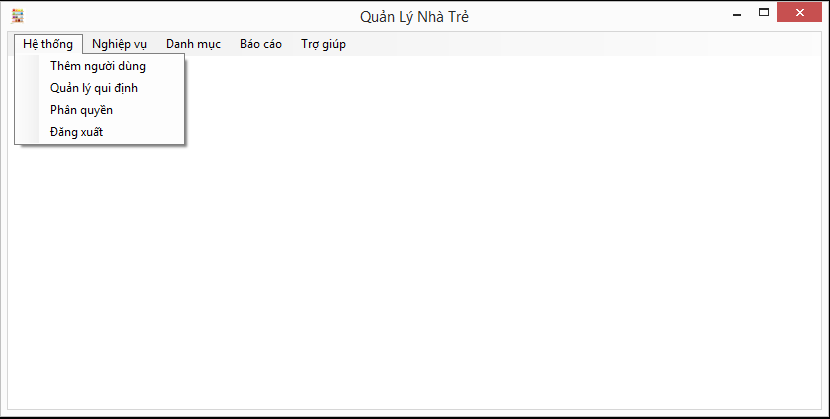 Quản Lý Nhà Trẻ
Hệ thống Nghiệp vụ Danh mục Báo cáo Trợ giúp
Thêm người dùng
Quản lý qui định
Phân quyền
Đăng xuất